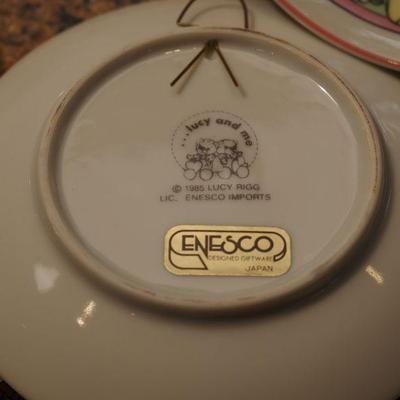 ...lucy and me
© 1985 LUCY RIGG
LIC. ENESCO IMPORTS
ENESCO
DESIGNED GIFTWARE
JAPAN